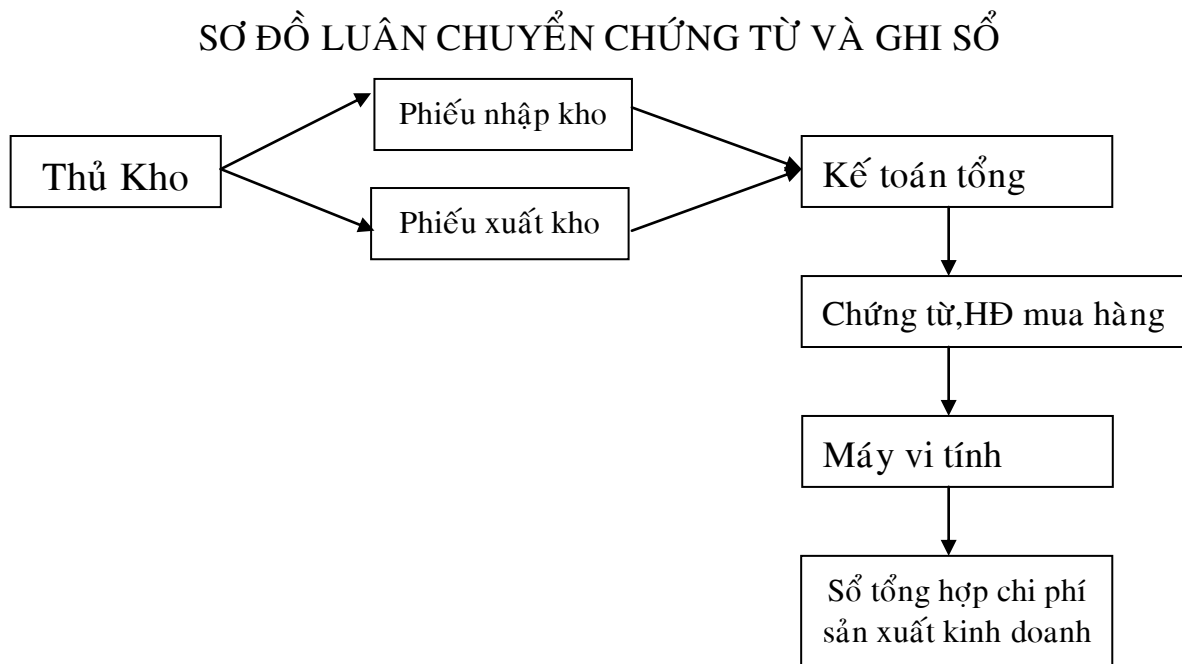 SƠ ĐỒ LUÂN CHUYỂN CHỨNG TỪ VÀ GHI SỔ
Thủ Kho
Phiếu nhập kho
Phiếu xuất kho
Kế toán tổng
Chứng từ,HĐ mua hàng
Máy vi tính
Sổ tổng hợp chi phí
sản xuất kinh doanh